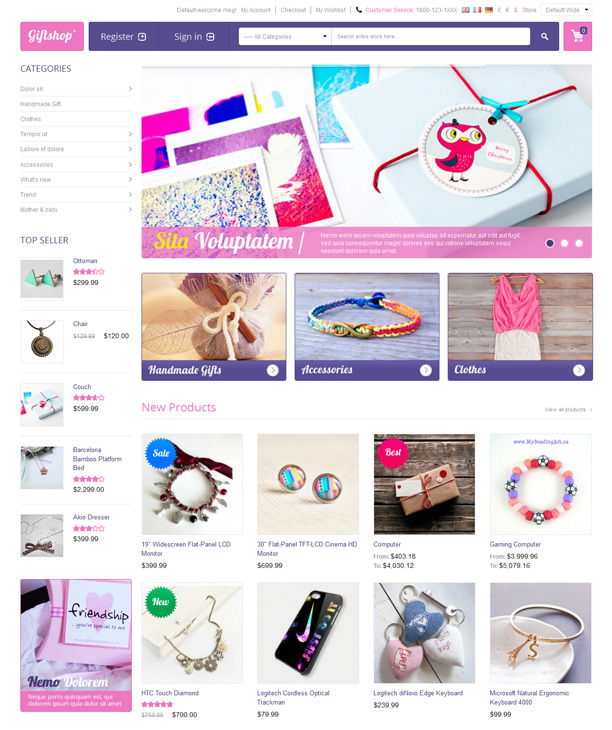 Default welcome msg! My Account Checkout My Wishlist Customer Service: 1800-123-1XXX € € $ Store: Default Wide
Giftshop
Register
Sign in
---- All Categories
Search entire store here...
0
CATEGORIES
Dolor sit
Handmade Gift
Clothes
Tempor ut
Labore et dolore
Accessories
What's new
Trend
Mother & baby
TOP SELLER
Ottoman
$299.99
Chair
$129.99 $120.00
Couch
$599.99
Barcelona
Bamboo Platform
Bed
$2,299.00
Akio Dresser
$399.99
friendship
...you're special to me
Nemo Dolorem
Neque porro quisquam est, qui
dolorem ipsum quia dolor sit amet
Merry
Christmas
Sita Voluptatem /
Nemo enim ipsam voluptatem quia voluptas sit aspernatur aut odit aut fugit,
sed quia consequuntur magni dolores eos qui ratione voluptatem sequi
nesciunt dolorem quia amet.
Handmade Gifts
Accessories
Clothes
New Products
View all products
Sale
19" Widescreen Flat-Panel LCD
Monitor
$399.99
30" Flat-Panel TFT-LCD Cinema HD
Monitor
$699.99
Best
Computer
From: $403.18
To: $4,030.12
www.MyBeadingArt.ca
Gaming Computer
From: $3,999.96
To: $5,079.16
New
HTC Touch Diamond
$750.00 $700.00
Logitech Cordless Optical
Trackman
$79.99
Logitech diNovo Edge Keyboard
$239.99
Microsoft Natural Ergonomic
Keyboard 4000
$99.99